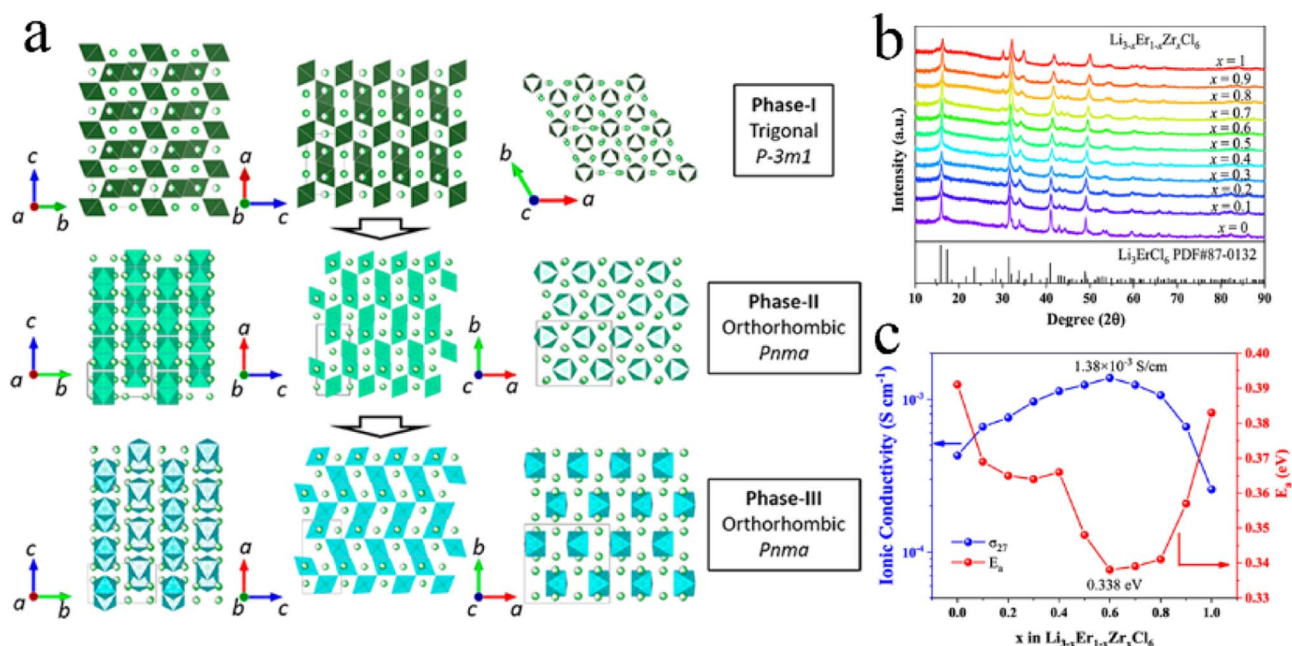 a
Phase-I
Trigonal
P-3m1
c
a
b
a
b
c
b
c
a
Phase-II
Orthorhombic
Pnma
c
a
b
a
b
c
b
c
a
Phase-III
Orthorhombic
Pnma
c
a
b
a
b
c
b
c
a
b
Li₃₋ₓEr₁₋ₓZrₓCl₆
x = 1
x = 0.9
x = 0.8
x = 0.7
x = 0.6
x = 0.5
x = 0.4
x = 0.3
x = 0.2
x = 0.1
x = 0
Intensity (a.u.)
Li₃ErCl₆ PDF#87-0132
10 20 30 40 50 60 70 80 90
Degree (2θ)
c
1.38×10⁻³ S/cm
0.338 eV
σ₂₇
Eₐ
Ionic Conductivity (S cm⁻¹)
10⁻³
10⁻⁴
Eₐ (eV)
0.40
0.39
0.38
0.37
0.36
0.35
0.34
0.33
0.0 0.2 0.4 0.6 0.8 1.0
x in Li₃₋ₓEr₁₋ₓZrₓCl₆